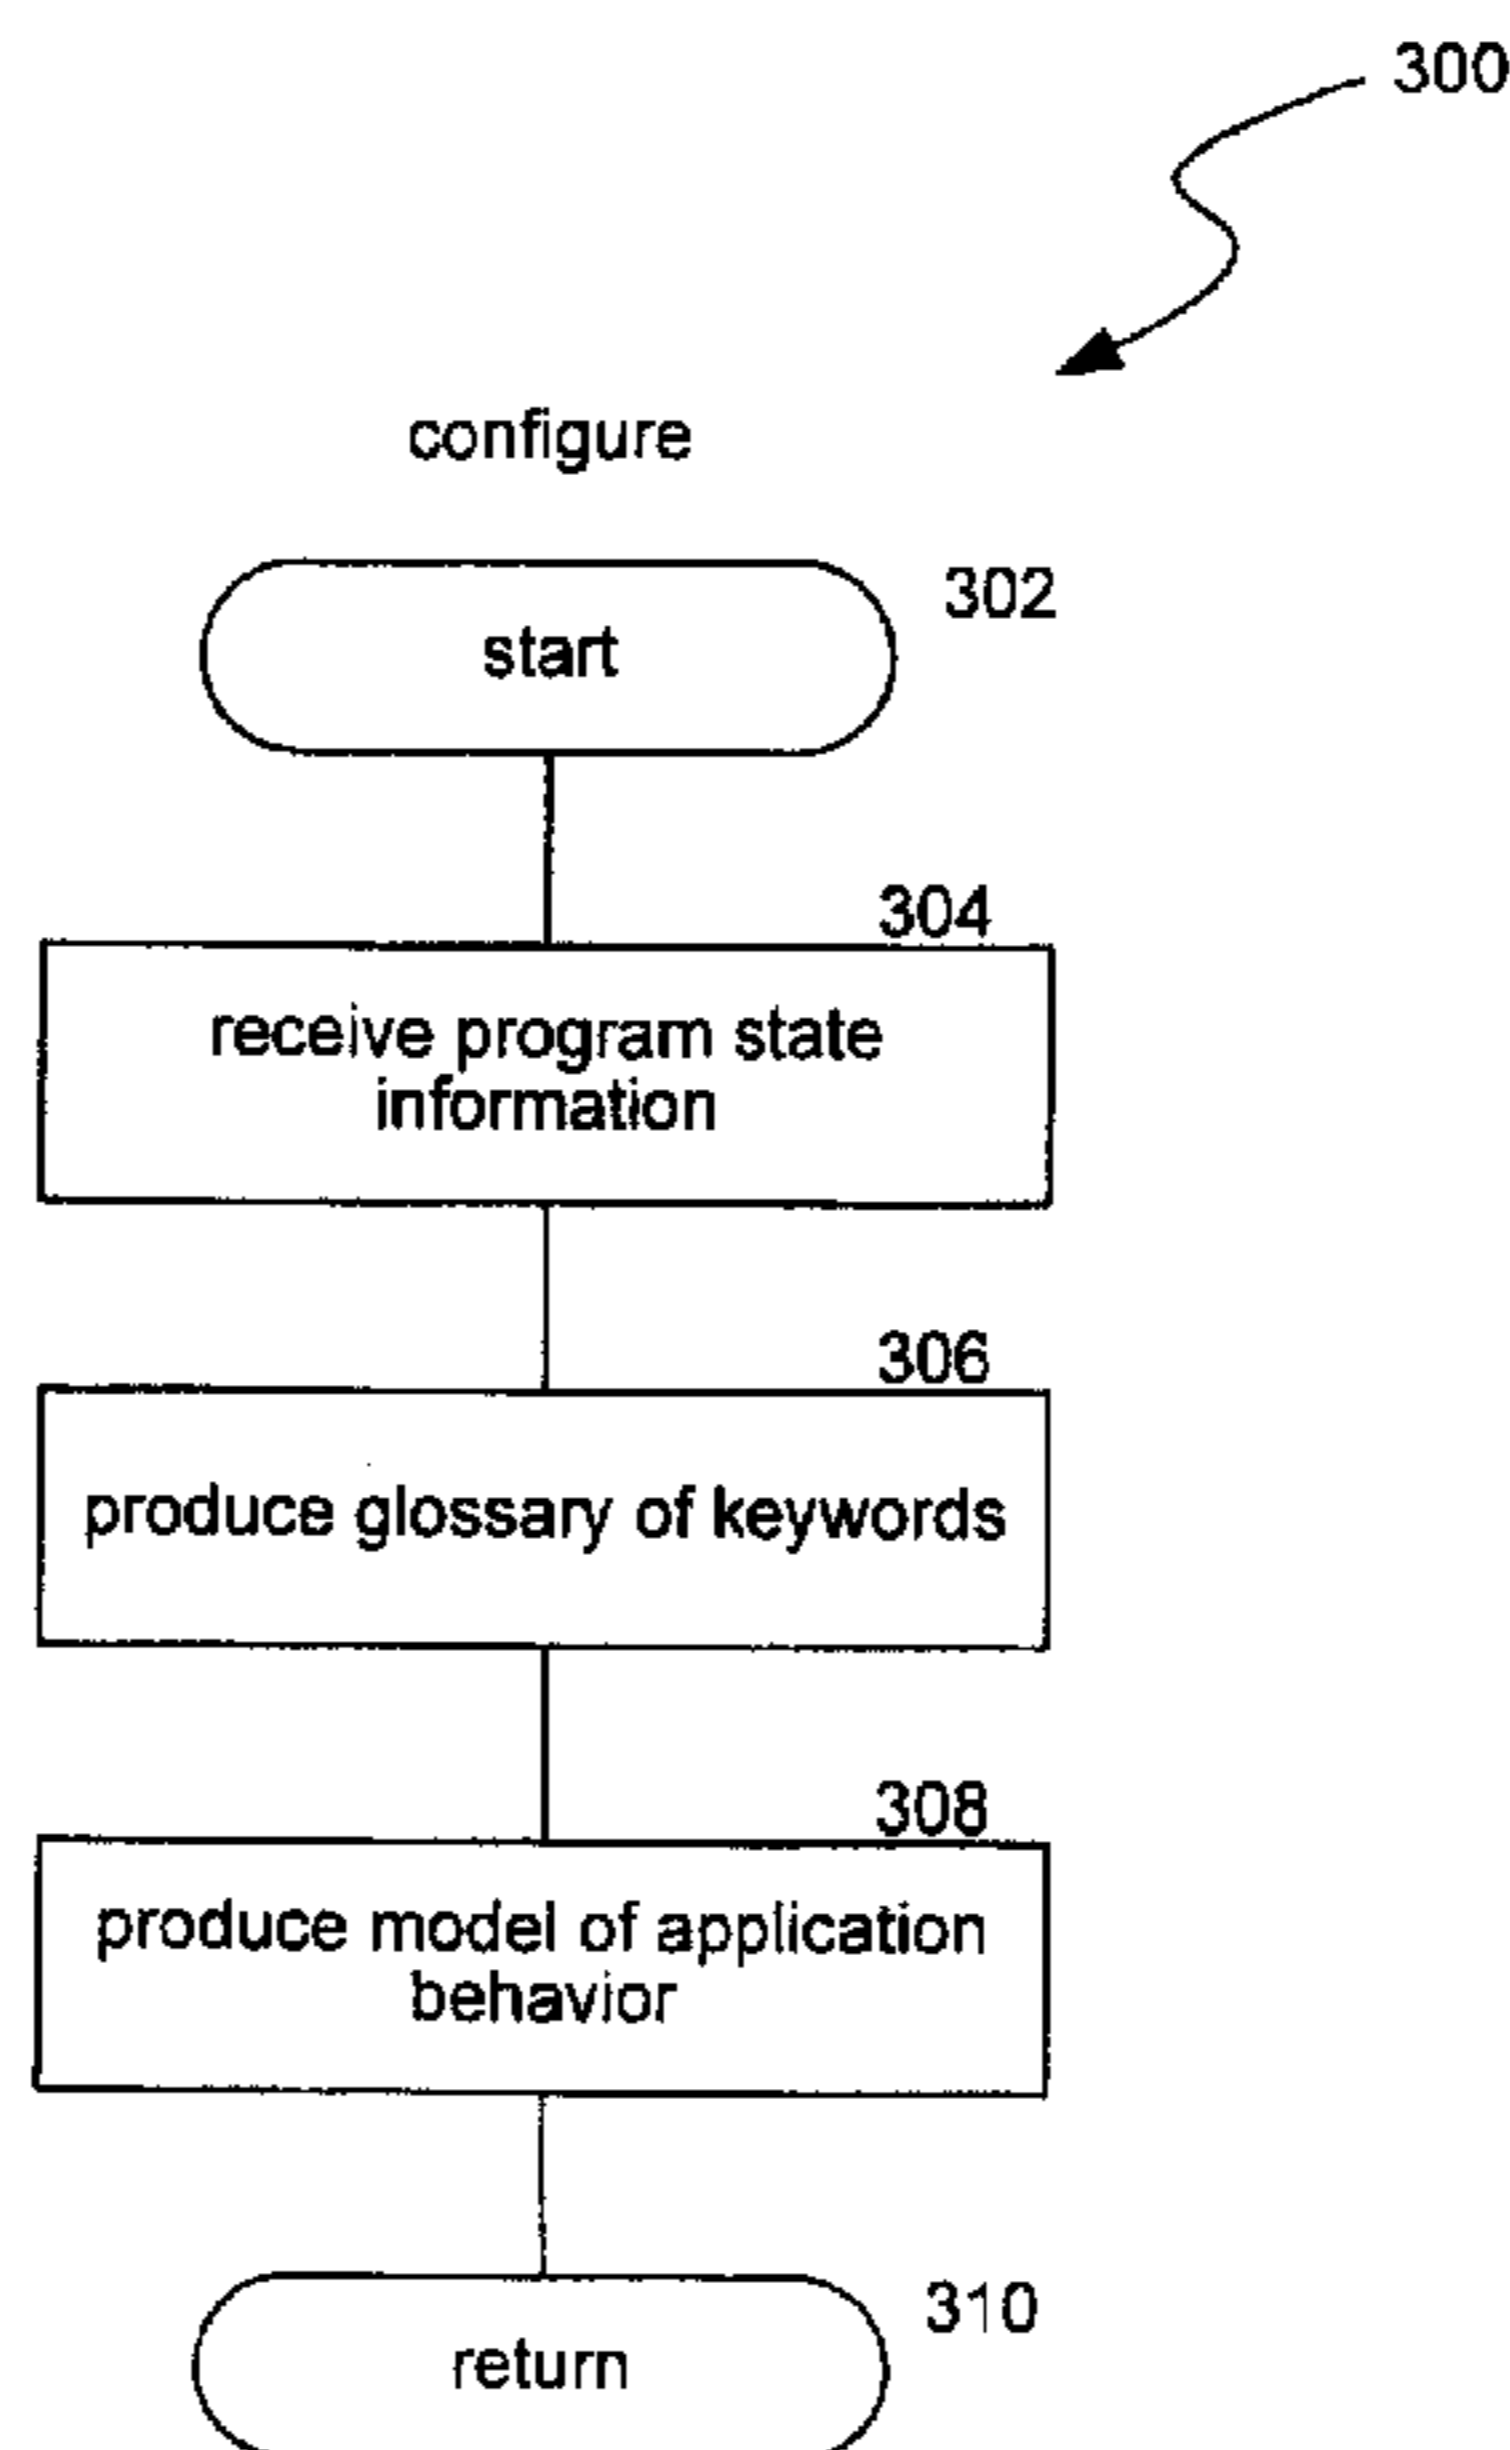 300
configure
302
start
304
receive program state
information
306
produce glossary of keywords
308
produce model of application
behavior
310
return